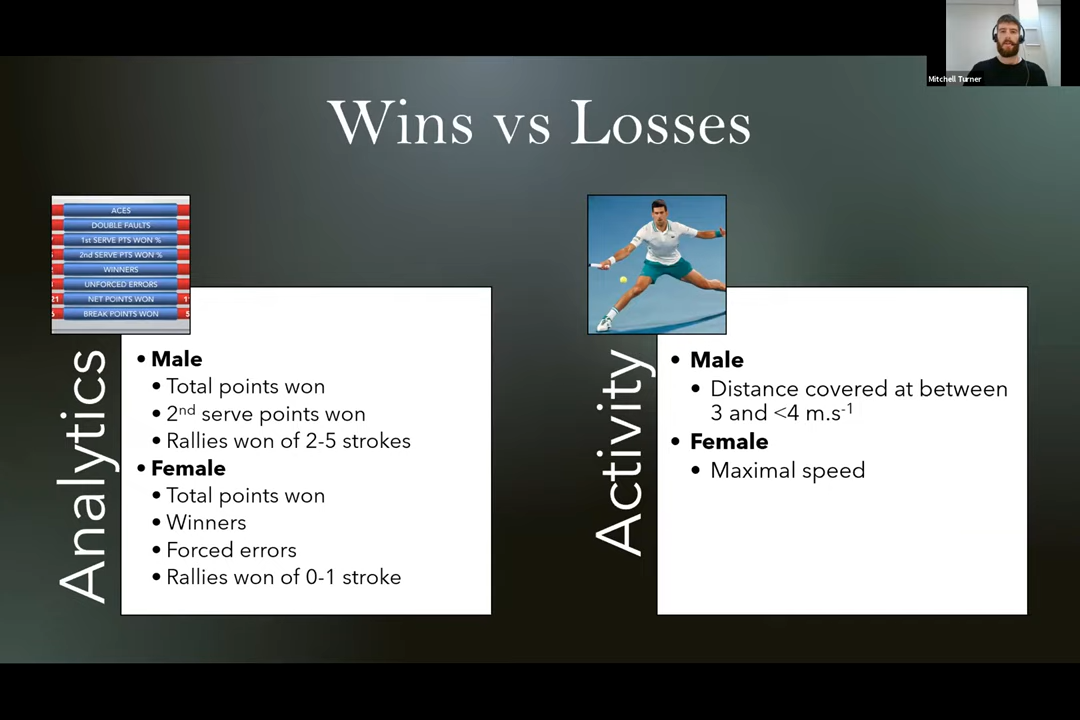 Mitchell Turner
Wins vs Losses
ACES
DOUBLE FAULTS
1st SERVE PTS WON %
2nd SERVE PTS WON %
WINNERS
UNFORCED ERRORS
21 NET POINTS WON 1
BREAK POINTS WON 5
Analytics
• Male
• Total points won
• 2nd serve points won
• Rallies won of 2-5 strokes
• Female
• Total points won
• Winners
• Forced errors
• Rallies won of 0-1 stroke
Activity
• Male
• Distance covered at between
3 and <4 m.s-1
• Female
• Maximal speed